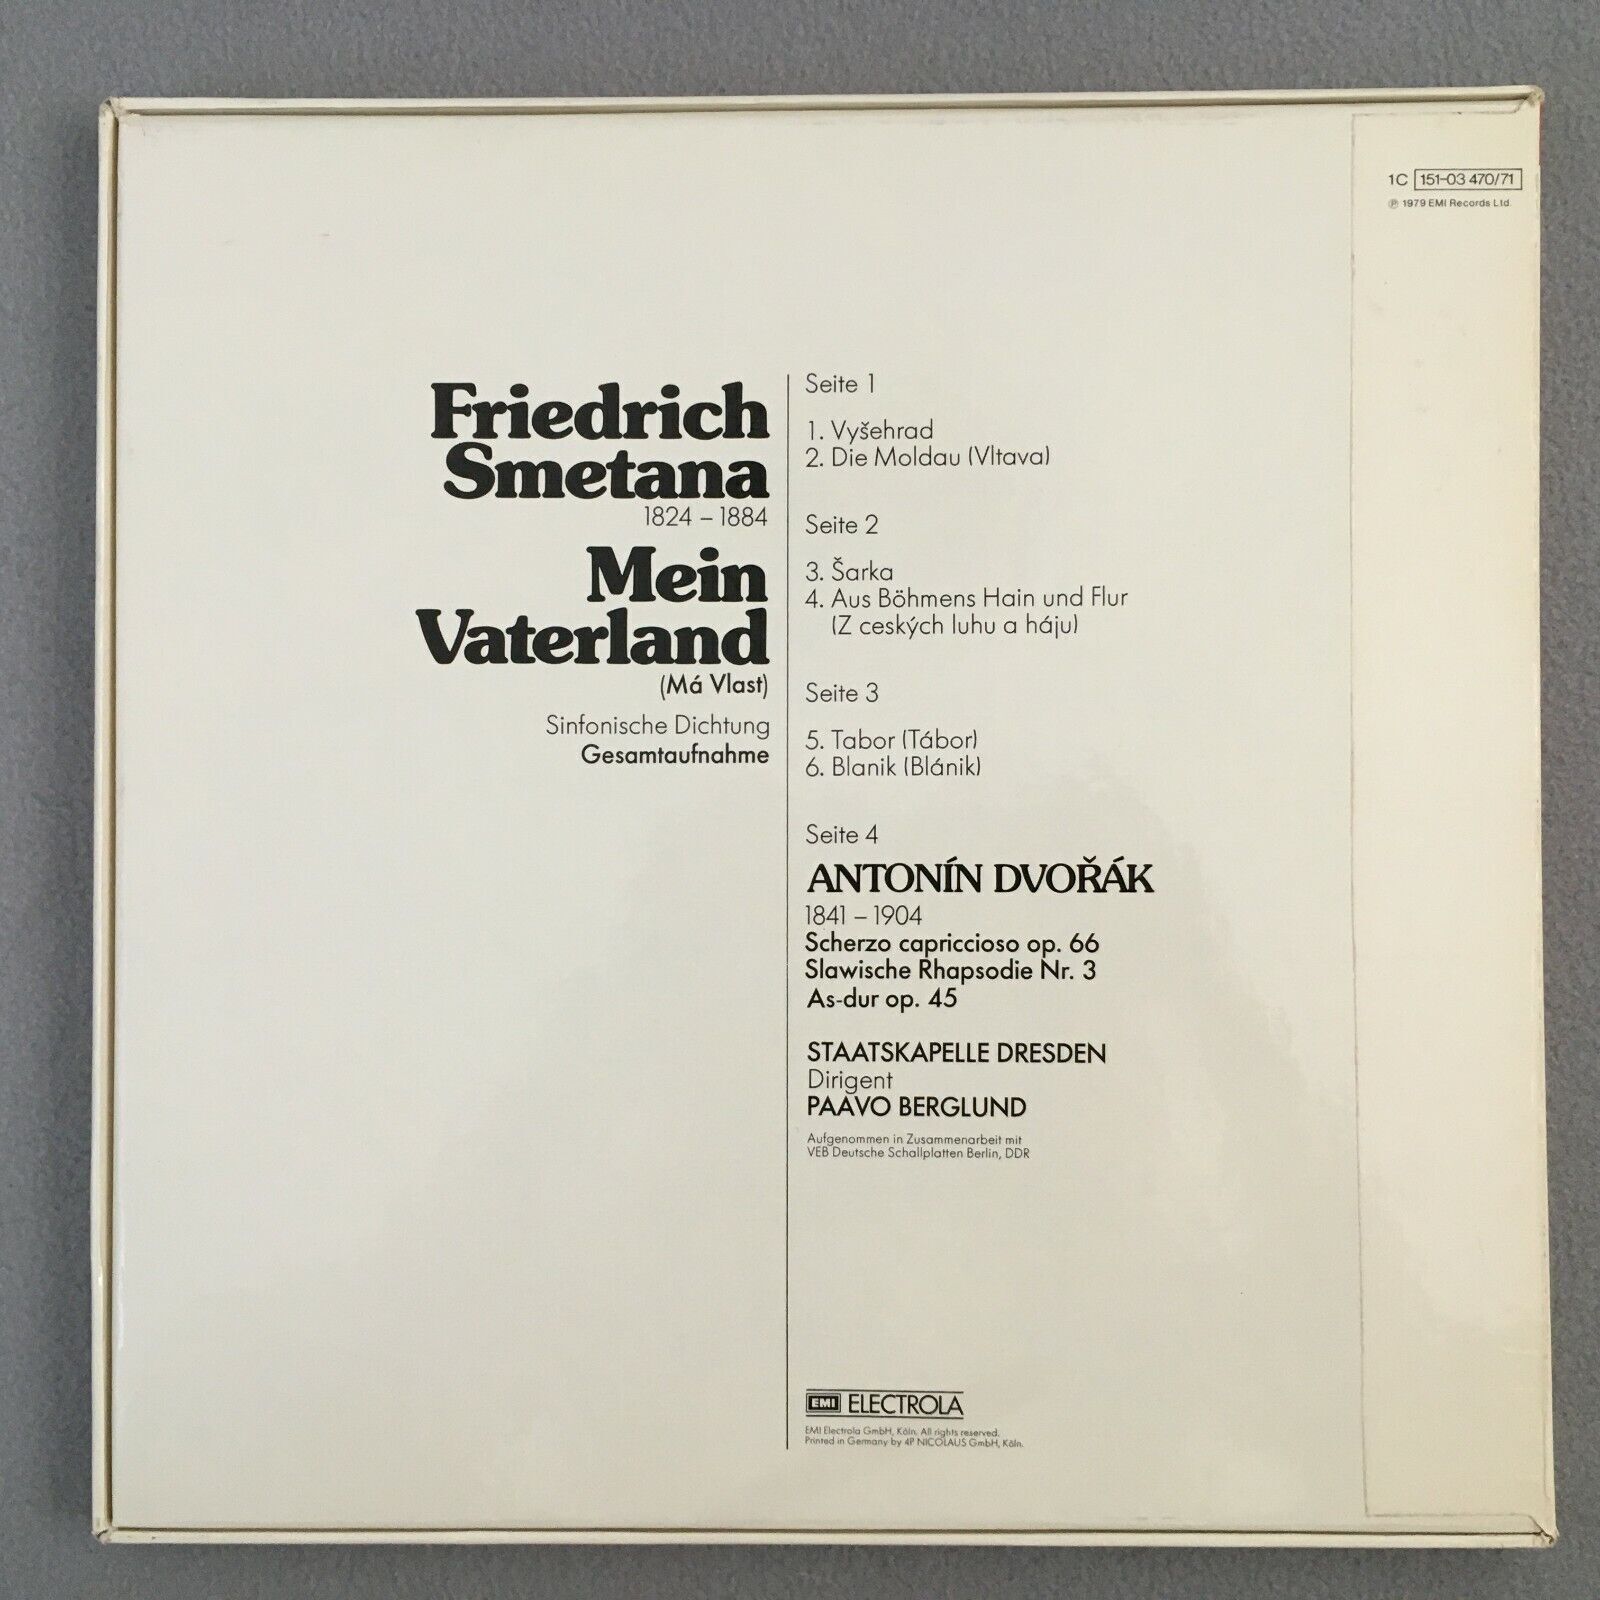 1C 151-03 470/71
℗ 1979 EMI Records Ltd.
Friedrich
Smetana
1824 – 1884
Mein
Vaterland
(Má Vlast)
Sinfonische Dichtung
Gesamtaufnahme
Seite 1
1. Vyšehrad
2. Die Moldau (Vltava)
Seite 2
3. Šarka
4. Aus Böhmens Hain und Flur
(Z ceských luhu a háju)
Seite 3
5. Tabor (Tábor)
6. Blanik (Blánik)
Seite 4
ANTONÍN DVOŘÁK
1841 – 1904
Scherzo capriccioso op. 66
Slawische Rhapsodie Nr. 3
As-dur op. 45
STAATSKAPELLE DRESDEN
Dirigent
PAAVO BERGLUND
Aufgenommen in Zusammenarbeit mit
VEB Deutsche Schallplatten Berlin, DDR
EMI ELECTROLA
EMI Electrola GmbH, Köln. All rights reserved.
Printed in Germany by 4P NICOLAUS GmbH, Köln.